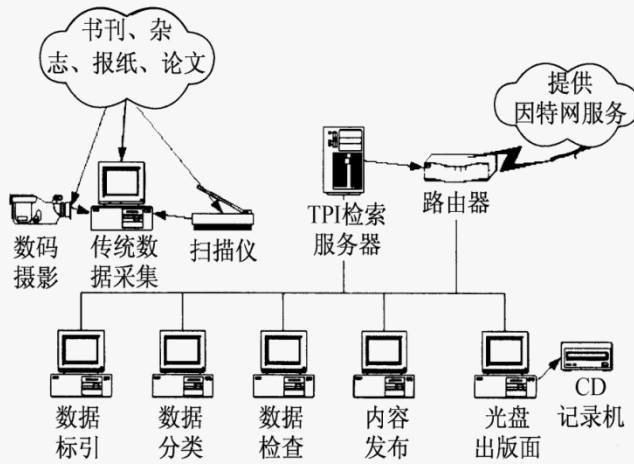 书刊、杂
志、报纸、论文
提供
因特网服务
数码
摄影
传统数
据采集
扫描仪
TPI检索
服务器
路由器
数据
标引
数据
分类
数据
检查
内容
发布
光盘
出版面
CD
记录机